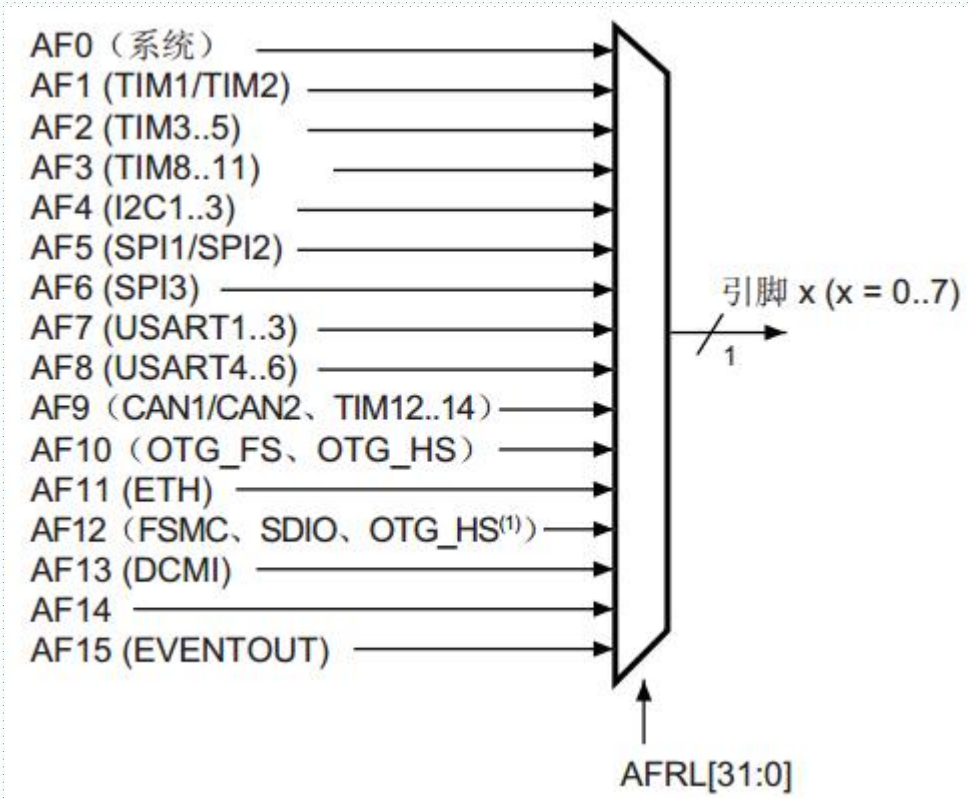 AF0（系统）
AF1 (TIM1/TIM2)
AF2 (TIM3..5)
AF3 (TIM8..11)
AF4 (I2C1..3)
AF5 (SPI1/SPI2)
AF6 (SPI3)
AF7 (USART1..3)
AF8 (USART4..6)
AF9（CAN1/CAN2、TIM12..14）
AF10（OTG_FS、OTG_HS）
AF11 (ETH)
AF12（FSMC、SDIO、OTG_HS(1)）
AF13 (DCMI)
AF14
AF15 (EVENTOUT)
引脚 x (x = 0..7)
1
AFRL[31:0]